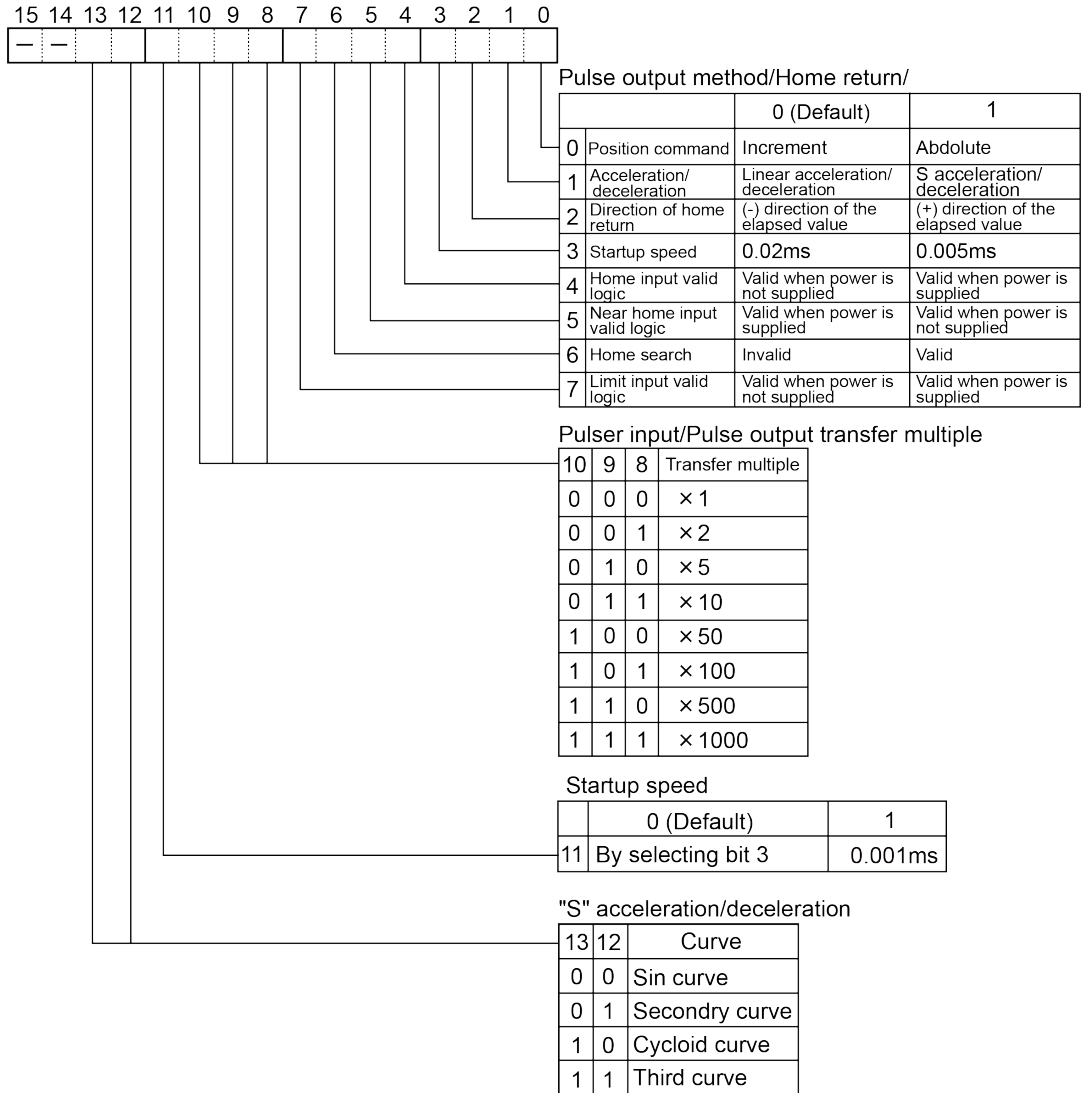 15 14 13 12 11 10 9 8 7 6 5 4 3 2 1 0
— —
Pulse output method/Home return/
0 (Default) 1
0 Position command Increment Abdolute
1 Acceleration/ deceleration Linear acceleration/ deceleration S acceleration/ deceleration
2 Direction of home return (-) direction of the elapsed value (+) direction of the elapsed value
3 Startup speed 0.02ms 0.005ms
4 Home input valid logic Valid when power is not supplied Valid when power is supplied
5 Near home input valid logic Valid when power is supplied Valid when power is not supplied
6 Home search Invalid Valid
7 Limit input valid logic Valid when power is not supplied Valid when power is supplied
Pulser input/Pulse output transfer multiple
10 9 8 Transfer multiple
0 0 0 ×1
0 0 1 ×2
0 1 0 ×5
0 1 1 ×10
1 0 0 ×50
1 0 1 ×100
1 1 0 ×500
1 1 1 ×1000
Startup speed
0 (Default) 1
11 By selecting bit 3 0.001ms
"S" acceleration/deceleration
13 12 Curve
0 0 Sin curve
0 1 Secondry curve
1 0 Cycloid curve
1 1 Third curve